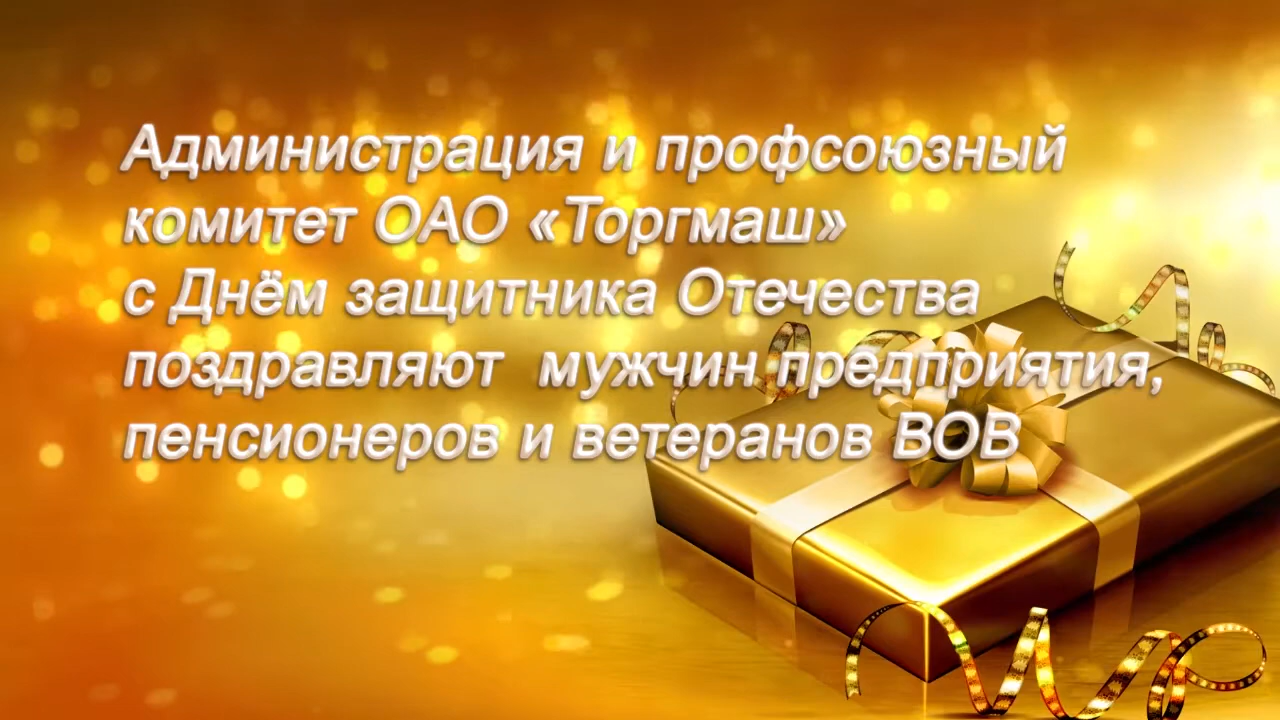 Администрация и профсоюзный
комитет ОАО «Торгмаш»
с Днём защитника Отечества
поздравляют мужчин предприятия,
пенсионеров и ветеранов ВОВ